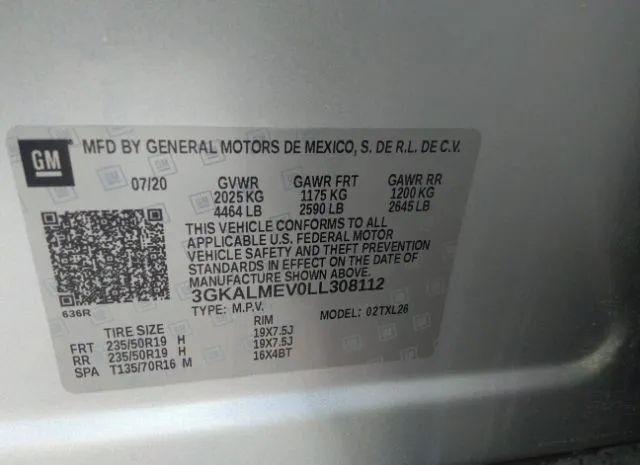 GM
MFD BY GENERAL MOTORS DE MEXICO, S. DE R.L. DE C.V.
07/20 GVWR GAWR FRT GAWR RR
2025 KG 1175 KG 1200 KG
4464 LB 2590 LB 2645 LB
THIS VEHICLE CONFORMS TO ALL
APPLICABLE U.S. FEDERAL MOTOR
VEHICLE SAFETY AND THEFT PREVENTION
STANDARDS IN EFFECT ON THE DATE OF
MANUFACTURE SHOWN ABOVE.
3GKALMEV0LL308112
636R
TYPE: M.P.V. MODEL: 02TXL26
TIRE SIZE RIM
FRT 235/50R19 H 19X7.5J
RR 235/50R19 H 19X7.5J
SPA T135/70R16 M 16X4BT